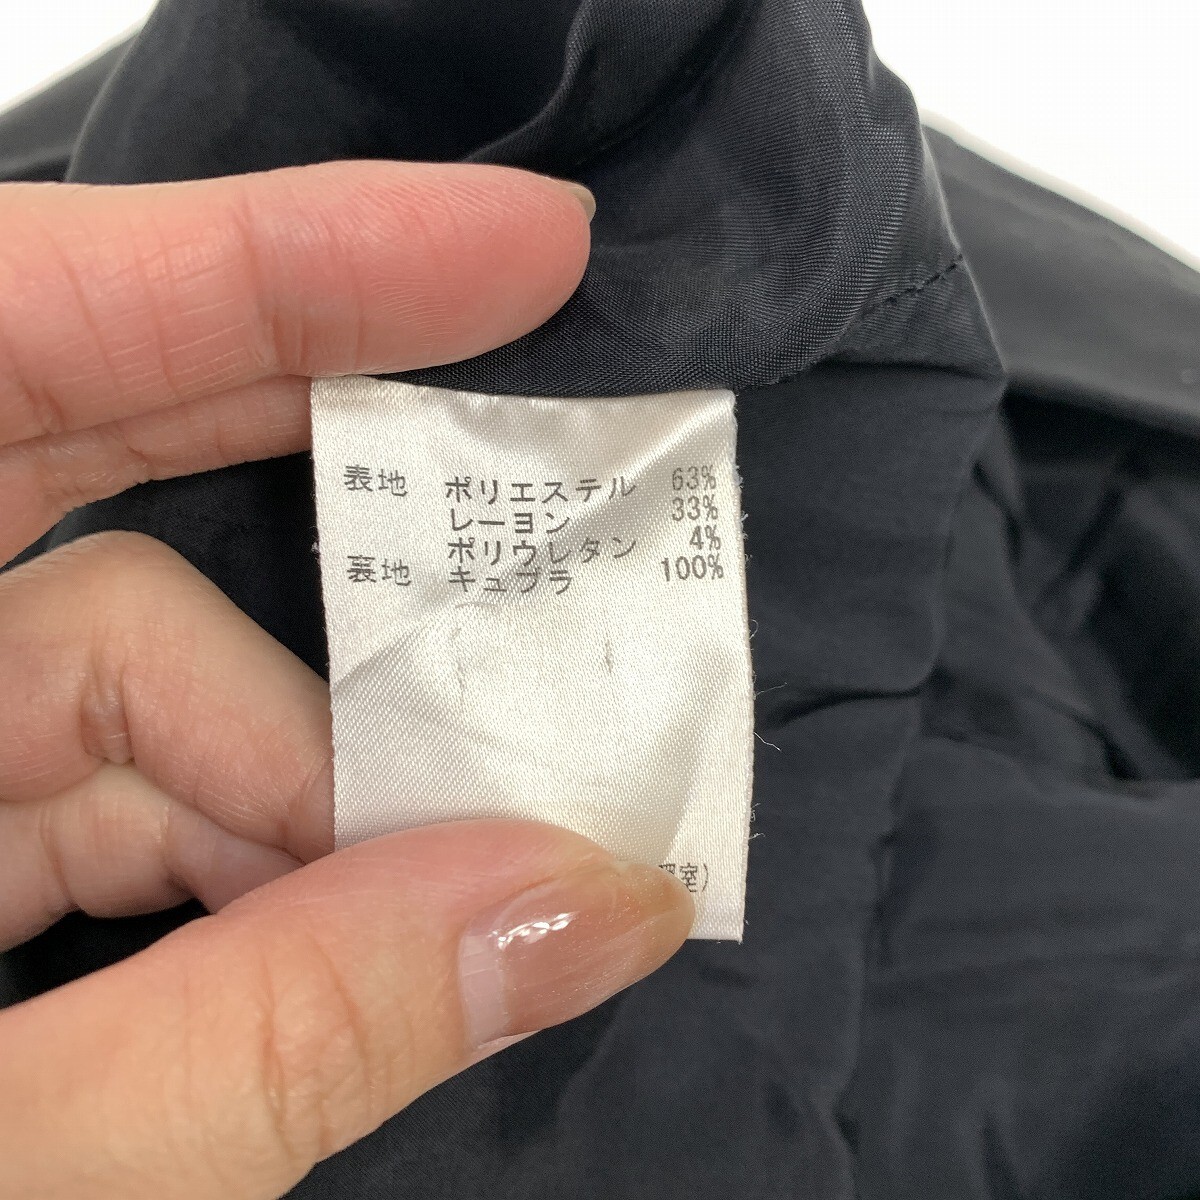 表地 ポリエステル 63%
レーヨン 33%
ポリウレタン 4%
裏地 キュプラ 100%
室)